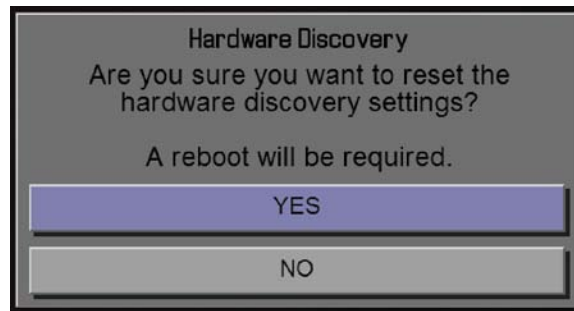 Hardware Discovery
Are you sure you want to reset the
hardware discovery settings?
A reboot will be required.
YES
NO